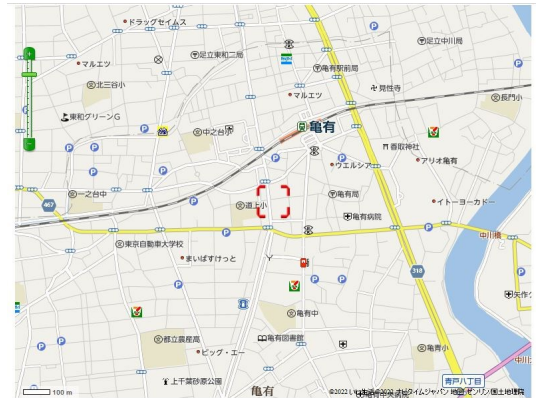 ドラッグセイムス
足立東和二局
足立中川局
マルエツ
亀有駅前局
北三谷小
見性寺
マルエツ
長門小
東和グリーンG
中之台小
亀有
香取神社
ウエルシア
アリオ亀有
一之台中
亀有局
467
道上小
イトーヨーカドー
亀有病院
中川橋
東京自動車大学校
まいばすけっと
318
亀有中
都立農産高
亀有図書館
ビッグ・エー
亀有小
上千葉砂原公園
青戸八丁目
亀有
100 m